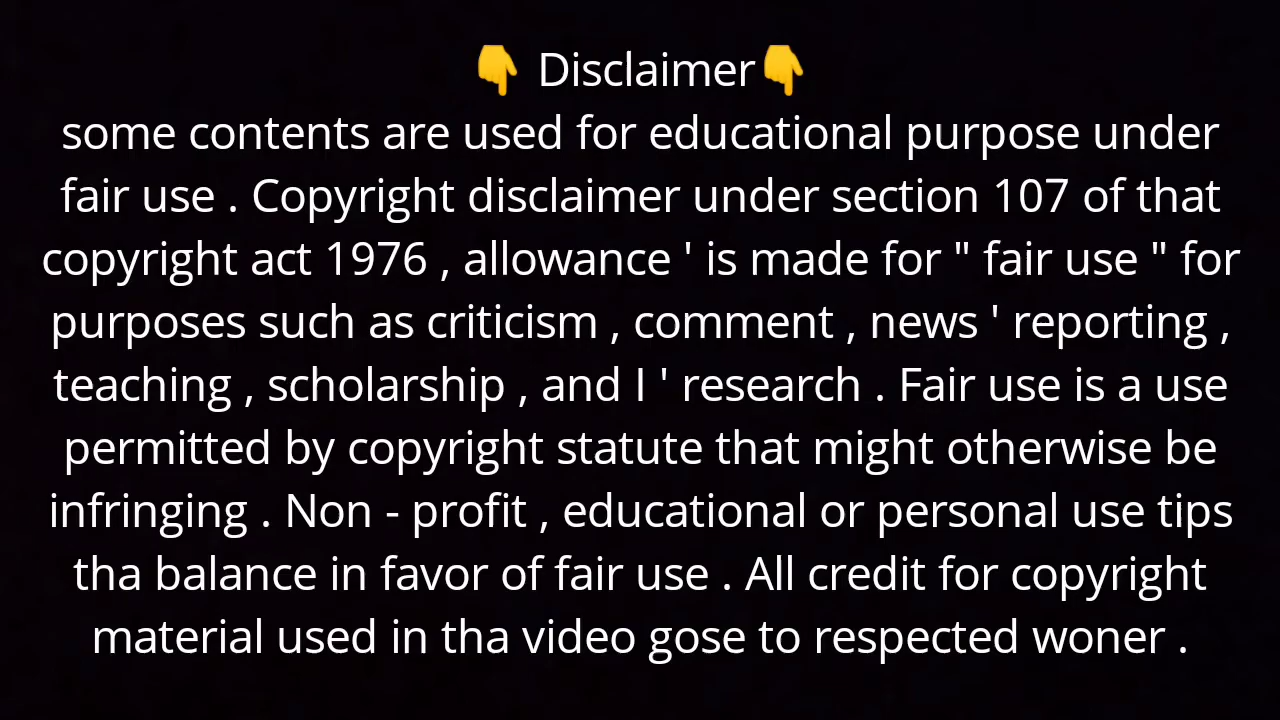 👇 Disclaimer👇
some contents are used for educational purpose under
fair use . Copyright disclaimer under section 107 of that
copyright act 1976 , allowance ' is made for " fair use " for
purposes such as criticism , comment , news ' reporting ,
teaching , scholarship , and I ' research . Fair use is a use
permitted by copyright statute that might otherwise be
infringing . Non - profit , educational or personal use tips
tha balance in favor of fair use . All credit for copyright
material used in tha video gose to respected woner .